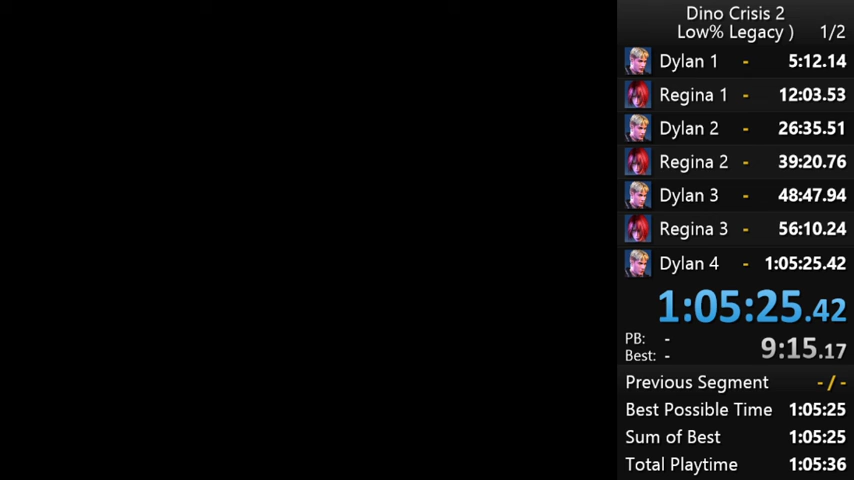 Dino Crisis 2
Low% Legacy ) 1/2
Dylan 1 - 5:12.14
Regina 1 - 12:03.53
Dylan 2 - 26:35.51
Regina 2 - 39:20.76
Dylan 3 - 48:47.94
Regina 3 - 56:10.24
Dylan 4 - 1:05:25.42
1:05:25.42
PB: -
Best: - 9:15.17
Previous Segment - / -
Best Possible Time 1:05:25
Sum of Best 1:05:25
Total Playtime 1:05:36